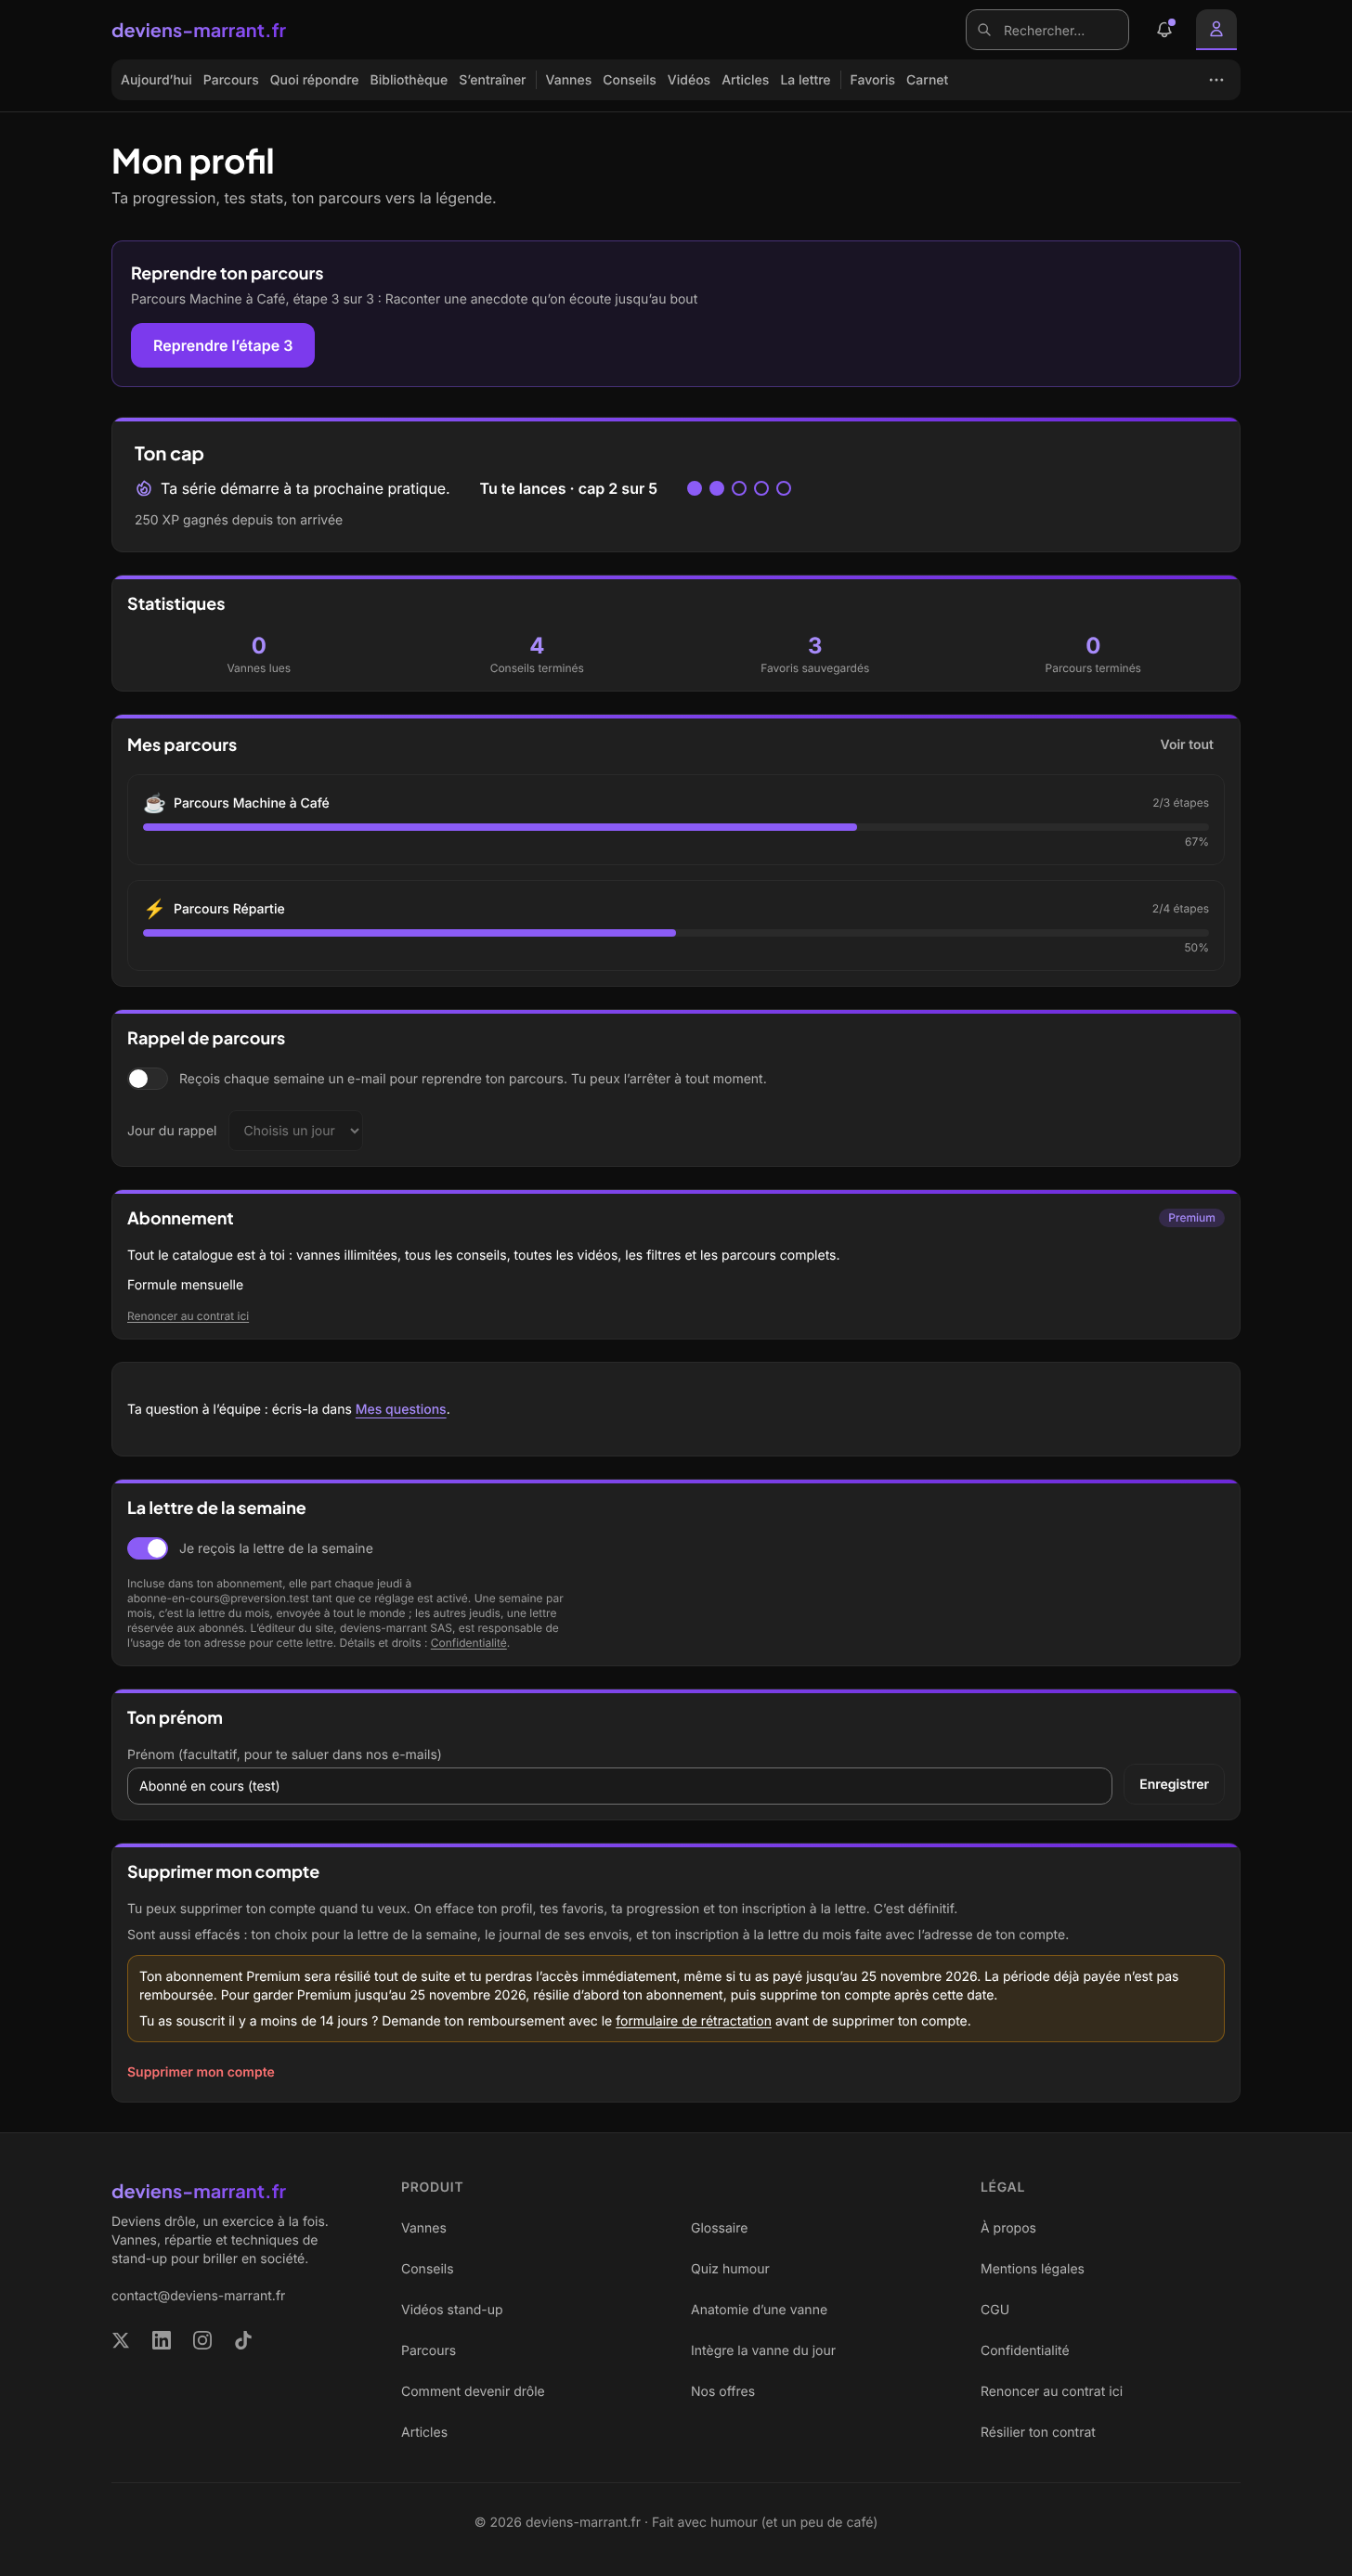 deviens-marrant.fr
Rechercher...
Aujourd’hui Parcours Quoi répondre Bibliothèque S’entraîner Vannes Conseils Vidéos Articles La lettre Favoris Carnet
Mon profil
Ta progression, tes stats, ton parcours vers la légende.
Reprendre ton parcours
Parcours Machine à Café, étape 3 sur 3 : Raconter une anecdote qu’on écoute jusqu’au bout
Reprendre l’étape 3
Ton cap
Ta série démarre à ta prochaine pratique. Tu te lances · cap 2 sur 5
250 XP gagnés depuis ton arrivée
Statistiques
0 4 3 0
Vannes lues Conseils terminés Favoris sauvegardés Parcours terminés
Mes parcours Voir tout
Parcours Machine à Café 2/3 étapes
67%
Parcours Répartie 2/4 étapes
50%
Rappel de parcours
Reçois chaque semaine un e-mail pour reprendre ton parcours. Tu peux l’arrêter à tout moment.
Jour du rappel Choisis un jour
Abonnement Premium
Tout le catalogue est à toi : vannes illimitées, tous les conseils, toutes les vidéos, les filtres et les parcours complets.
Formule mensuelle
Renoncer au contrat ici
Ta question à l’équipe : écris-la dans Mes questions.
La lettre de la semaine
Je reçois la lettre de la semaine
Incluse dans ton abonnement, elle part chaque jeudi à
abonne-en-cours@preversion.test tant que ce réglage est activé. Une semaine par
mois, c’est la lettre du mois, envoyée à tout le monde ; les autres jeudis, une lettre
réservée aux abonnés. L’éditeur du site, deviens-marrant SAS, est responsable de
l’usage de ton adresse pour cette lettre. Détails et droits : Confidentialité.
Ton prénom
Prénom (facultatif, pour te saluer dans nos e-mails)
Abonné en cours (test) Enregistrer
Supprimer mon compte
Tu peux supprimer ton compte quand tu veux. On efface ton profil, tes favoris, ta progression et ton inscription à la lettre. C’est définitif.
Sont aussi effacés : ton choix pour la lettre de la semaine, le journal de ses envois, et ton inscription à la lettre du mois faite avec l’adresse de ton compte.
Ton abonnement Premium sera résilié tout de suite et tu perdras l’accès immédiatement, même si tu as payé jusqu’au 25 novembre 2026. La période déjà payée n’est pas
remboursée. Pour garder Premium jusqu’au 25 novembre 2026, résilie d’abord ton abonnement, puis supprime ton compte après cette date.
Tu as souscrit il y a moins de 14 jours ? Demande ton remboursement avec le formulaire de rétractation avant de supprimer ton compte.
Supprimer mon compte
deviens-marrant.fr
Deviens drôle, un exercice à la fois.
Vannes, répartie et techniques de
stand-up pour briller en société.
contact@deviens-marrant.fr
PRODUIT
Vannes
Conseils
Vidéos stand-up
Parcours
Comment devenir drôle
Articles
Glossaire
Quiz humour
Anatomie d’une vanne
Intègre la vanne du jour
Nos offres
LÉGAL
À propos
Mentions légales
CGU
Confidentialité
Renoncer au contrat ici
Résilier ton contrat
© 2026 deviens-marrant.fr · Fait avec humour (et un peu de café)